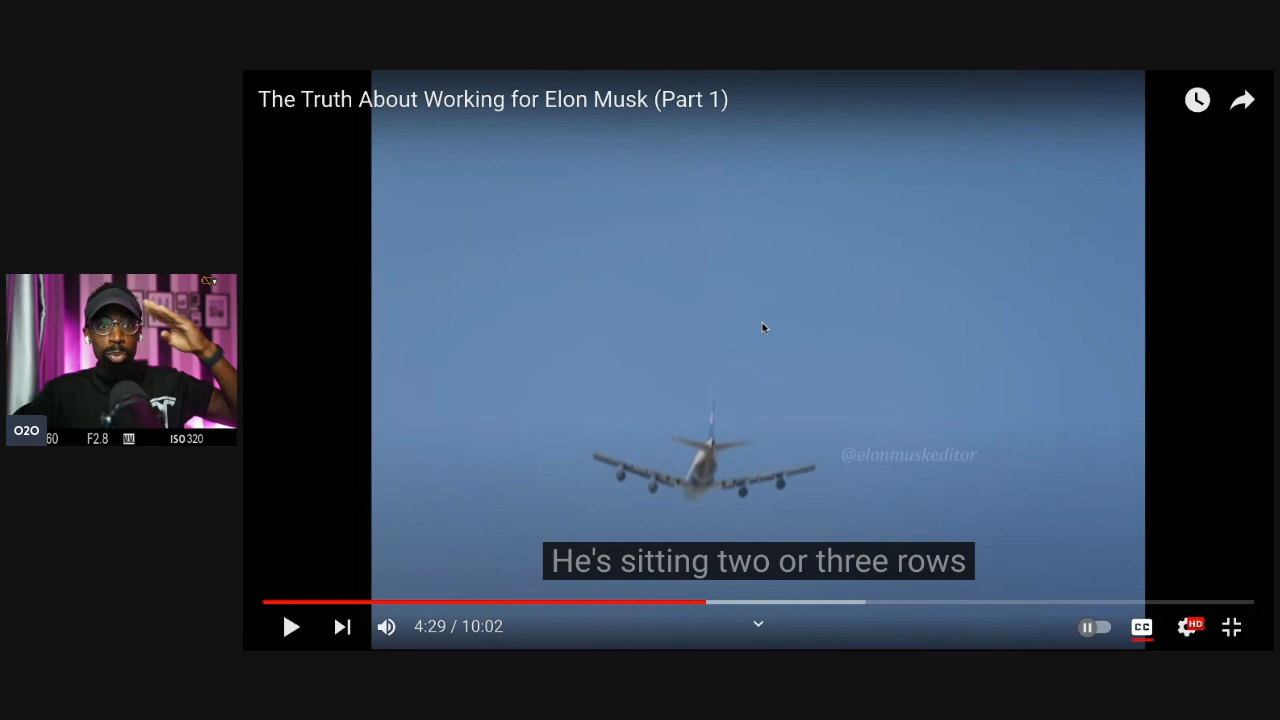 The Truth About Working for Elon Musk (Part 1)
@elonmuskeditor
O2O
60
F2.8
ISO 320
He's sitting two or three rows
4:29 / 10:02
CC
HD